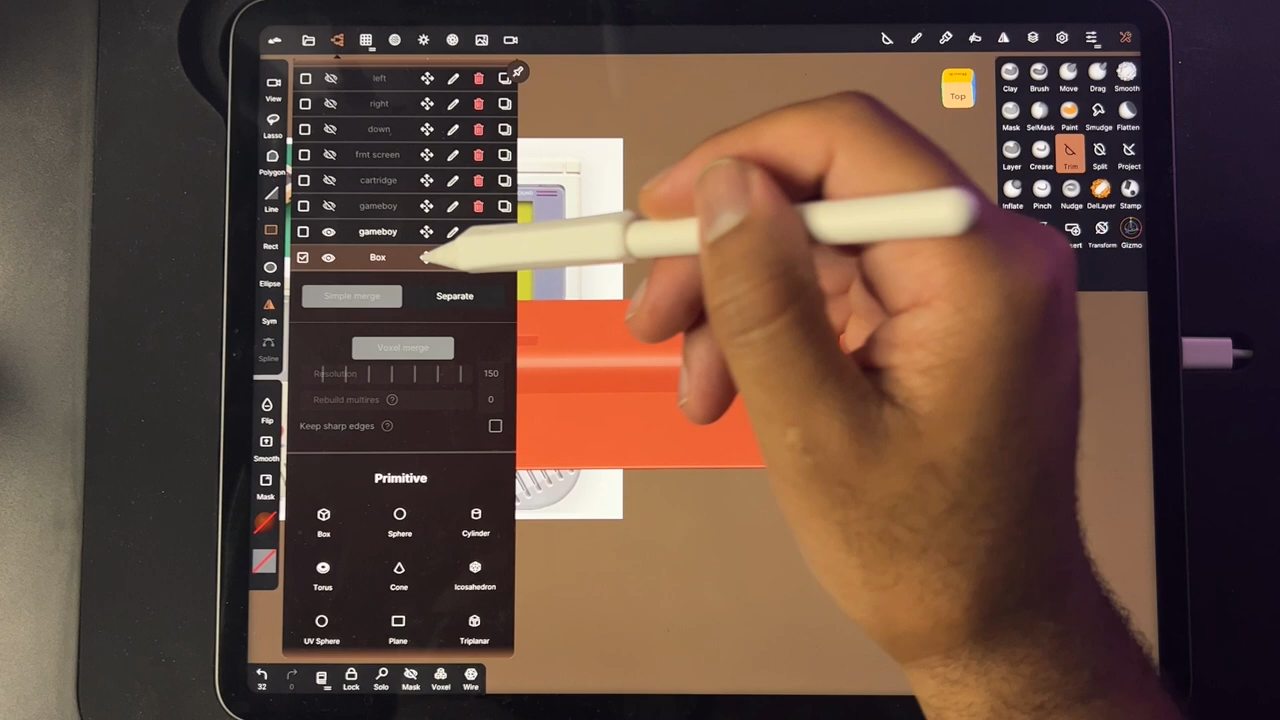 left
right
down
fmt screen
cartridge
gameboy
gameboy
Box
Simple merge
Separate
Voxel merge
Resolution
150
Rebuild multires ?
0
Keep sharp edges ?
Primitive
Box
Sphere
Cylinder
Torus
Cone
Icosahedron
UV Sphere
Plane
Triplanar
View
Lasso
Polygon
Line
Rect
Ellipse
Sym
Spline
Flip
Smooth
Mask
32
0
Lock
Solo
Mask
Voxel
Wire
Top
Clay
Brush
Move
Drag
Smooth
Mask
SelMask
Paint
Smudge
Flatten
Layer
Crease
Trim
Split
Project
Inflate
Pinch
Nudge
DelLayer
Stamp
Transform
Gizmo